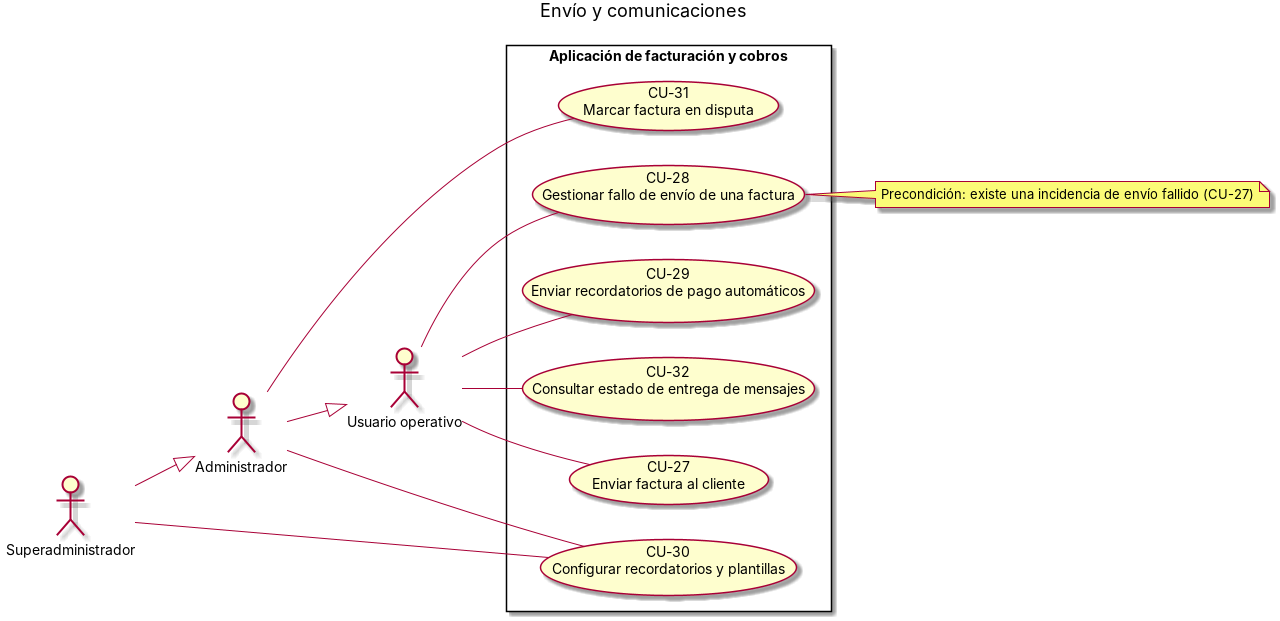 Envío y comunicaciones
Aplicación de facturación y cobros
CU-31
Marcar factura en disputa
CU-28
Gestionar fallo de envío de una factura
Precondición: existe una incidencia de envío fallido (CU-27)
CU-29
Enviar recordatorios de pago automáticos
CU-32
Consultar estado de entrega de mensajes
Usuario operativo
CU-27
Enviar factura al cliente
Administrador
CU-30
Configurar recordatorios y plantillas
Superadministrador